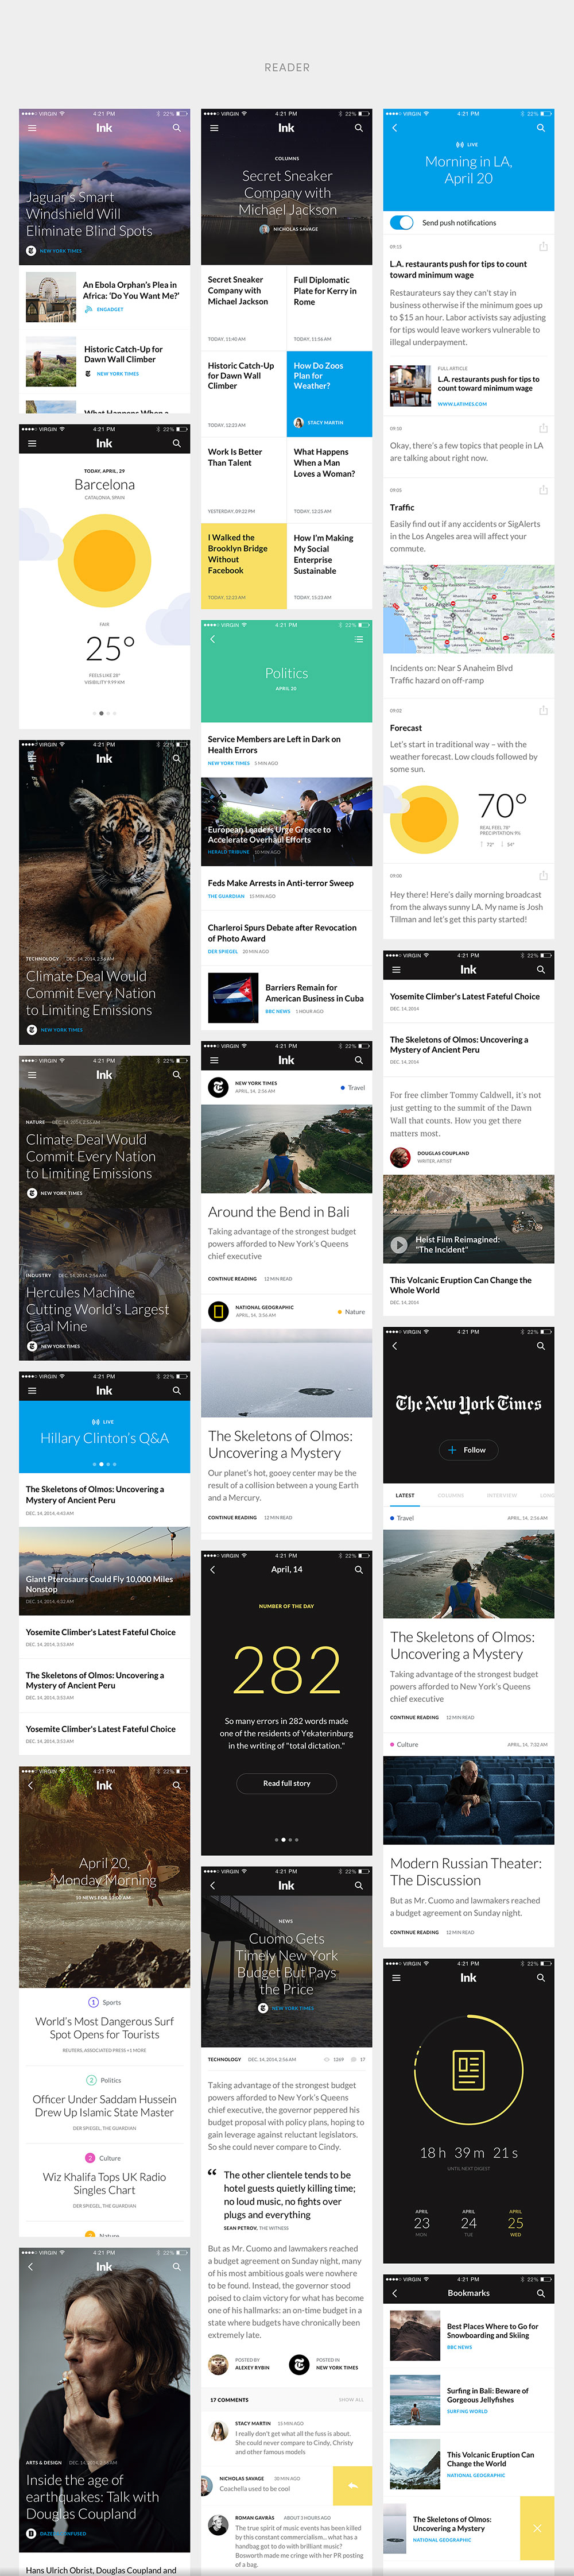 READER
VIRGIN 4:21 PM 22%
Ink
Jaguar's Smart
Windshield Will
Eliminate Blind Spots
NEW YORK TIMES
An Ebola Orphan's Plea in
Africa: 'Do You Want Me?'
ENGADGET
Historic Catch-Up for
Dawn Wall Climber
NEW YORK TIMES
What Happens When a
VIRGIN 4:21 PM 22%
Ink
TODAY, APRIL, 29
Barcelona
CATALONIA, SPAIN
FAIR
25°
FEELS LIKE 26°
VISIBILITY 9.99 KM
VIRGIN 4:21 PM 22%
Ink
TECHNOLOGY DEC. 14, 2014, 2:56 AM
Climate Deal Would
Commit Every Nation
to Limiting Emissions
NEW YORK TIMES
VIRGIN 4:21 PM 22%
Ink
NATURE DEC. 14, 2014, 2:56 AM
Climate Deal Would
Commit Every Nation
to Limiting Emissions
NEW YORK TIMES
INDUSTRY DEC. 14, 2014, 2:56 AM
Hercules Machine
Cutting World's Largest
Coal Mine
NEW YORK TIMES
VIRGIN 4:21 PM 22%
Ink
LIVE
Hillary Clinton's Q&A
The Skeletons of Olmos: Uncovering a
Mystery of Ancient Peru
DEC. 14, 2014, 4:43 AM
Giant Pterosaurs Could Fly 10,000 Miles
Nonstop
DEC. 14, 2014, 4:32 AM
Yosemite Climber's Latest Fateful Choice
DEC. 14, 2014, 3:53 AM
The Skeletons of Olmos: Uncovering a
Mystery of Ancient Peru
DEC. 14, 2014, 3:53 AM
Yosemite Climber's Latest Fateful Choice
DEC. 14, 2014, 3:53 AM
VIRGIN 4:21 PM 22%
Ink
April 20,
Monday Morning
World's Most Dangerous Surf
Spot Opens for Tourists
1 Sports
REUTERS, ASSOCIATED PRESS +1 MORE
2 Politics
Officer Under Saddam Hussein
Drew Up Islamic State Master
DER SPIEGEL, THE GUARDIAN
2 Culture
Wiz Khalifa Tops UK Radio
Singles Chart
DER SPIEGEL, THE GUARDIAN
Nature
VIRGIN 4:21 PM 22%
Ink
ARTS & DESIGN DEC. 14, 2014, 2:56 AM
Inside the age of
earthquakes: Talk with
Douglas Coupland
Hans Ulrich Obrist, Douglas Coupland and
VIRGIN 4:21 PM 22%
Ink
COLUMNS
Secret Sneaker
Company with
Michael Jackson
NICHOLAS SAVAGE
Secret Sneaker
Company with
Michael Jackson
TODAY, 11:40 AM
Full Diplomatic
Plate for Kerry in
Rome
TODAY, 11:56 AM
Historic Catch-Up
for Dawn Wall
Climber
TODAY, 12:23 AM
How Do Zoos
Plan for
Weather?
STACY MARTIN
Work Is Better
Than Talent
YESTERDAY, 09:22 PM
What Happens
When a Man
Loves a Woman?
TODAY, 12:25 AM
I Walked the
Brooklyn Bridge
Without
Facebook
TODAY, 12:23 AM
How I'm Making
My Social
Enterprise
Sustainable
TODAY, 15:23 AM
VIRGIN 4:21 PM 22%
Politics
APRIL 20
Service Members are Left in Dark on
Health Errors
NEW YORK TIMES 5 MIN AGO
European Leaders Urge Greece to
Accelerate Overhaul Efforts
HERALD TRIBUNE 10 MIN AGO
Feds Make Arrests in Anti-terror Sweep
THE GUARDIAN 15 MIN AGO
Charleroi Spurs Debate after Revocation
of Photo Award
DER SPIEGEL 20 MIN AGO
Barriers Remain for
American Business in Cuba
BBC NEWS 1 HOUR AGO
VIRGIN 4:21 PM 22%
Ink
NEW YORK TIMES
APRIL, 14, 2:56 AM
Travel
Around the Bend in Bali
Taking advantage of the strongest budget
powers afforded to New York's Queens
chief executive
CONTINUE READING 12 MIN READ
NATIONAL GEOGRAPHIC
APRIL, 14, 5:56 AM
Nature
The Skeletons of Olmos:
Uncovering a Mystery
Our planet's hot, gooey center may be the
result of a collision between a young Earth
and a Mercury.
CONTINUE READING 12 MIN READ
VIRGIN 4:21 PM 22%
April, 14
NUMBER OF THE DAY
282
So many errors in 282 words made
one of the residents of Yekaterinburg
in the writing of "total dictation."
Read full story
VIRGIN 4:21 PM 22%
Ink
NEWS
Cuomo Gets
Timely New York
Budget But Pays
the Price
NEW YORK TIMES
TECHNOLOGY DEC. 14, 2014, 2:56 AM 1269 17
Taking advantage of the strongest budget
powers afforded to New York's Queens
chief executive, the governor peppered his
budget proposal with policy plans, hoping to
gain leverage against reluctant legislators.
So she could never compare to Cindy.
“ The other clientele tends to be
hotel guests quietly killing time;
no loud music, no fights over
plugs and everything
SEAN PETROV, THE WITNESS
But as Mr. Cuomo and lawmakers reached
a budget agreement on Sunday night, many
of his most ambitious goals were nowhere
to be found. Instead, the governor stood
poised to claim victory for what has become
one of his hallmarks: an on-time budget in a
state where budgets have chronically been
extremely late.
POSTED BY
ALEXEY RYBIN
POSTED IN
NEW YORK TIMES
17 COMMENTS SHOW ALL
STACY MARTIN 15 MIN AGO
I really don't get what all the fuss is about.
She could never compare to Cindy, Christy
and other famous models
NICHOLAS SAVAGE 30 MIN AGO
Coachella used to be cool
ROMAN GAVRAS ABOUT 3 HOURS AGO
The true spirit of music events has been killed
by this constant commercialism... what has a
handbag got to do with brilliant music?
Bosworth made me cringe with her PR posting
of a bag.
VIRGIN 4:21 PM 22%
LIVE
Morning in LA,
April 20
Send push notifications
09:13
L.A. restaurants push for tips to count
toward minimum wage
Restaurateurs say they can't stay in
business otherwise if the minimum goes up
to $15 an hour. Labor activists say adjusting
for tips would leave workers vulnerable to
illegal underpayment.
FULL ARTICLE
L.A. restaurants push for tips to
count toward minimum wage
WWW.LATIMES.COM
09:10
Okay, there's a few topics that people in LA
are talking about right now.
09:05
Traffic
Easily find out if any accidents or SigAlerts
in the Los Angeles area will affect your
commute.
Los Angeles
Anaheim
Incidents on: Near S Anaheim Blvd
Traffic hazard on off-ramp
09:02
Forecast
Let's start in traditional way – with the
weather forecast. Low clouds followed by
some sun.
70°
REAL FEEL 78°
PRECIPITATION 9%
72° 54°
09:00
Hey there! Here's daily morning broadcast
from the always sunny LA. My name is Josh
Tillman and let's get this party started!
VIRGIN 4:21 PM 22%
Ink
Yosemite Climber's Latest Fateful Choice
DEC. 14, 2014
The Skeletons of Olmos: Uncovering a
Mystery of Ancient Peru
DEC. 14, 2014
For free climber Tommy Caldwell, it's not
just getting to the summit of the Dawn
Wall that counts. How you get there
matters most.
DOUGLAS COUPLAND
WRITER, ARTIST
Heist Film Reimagined:
"The Incident"
This Volcanic Eruption Can Change the
Whole World
DEC. 14, 2014
VIRGIN 4:21 PM 22%
The New York Times
+ Follow
LATEST COLUMNS INTERVIEW LONG
Travel APRIL, 14, 2:56 AM
The Skeletons of Olmos:
Uncovering a Mystery
Taking advantage of the strongest budget
powers afforded to New York's Queens
chief executive
CONTINUE READING 12 MIN READ
Culture APRIL, 14, 7:32 AM
Modern Russian Theater:
The Discussion
But as Mr. Cuomo and lawmakers reached
a budget agreement on Sunday night.
CONTINUE READING 12 MIN READ
VIRGIN 4:21 PM 22%
Ink
18h 39m 21s
UNTIL NEXT DIGEST
APRIL APRIL APRIL
23 24 25
MON TUE WED
VIRGIN 4:21 PM 22%
Bookmarks
Best Places Where to Go for
Snowboarding and Skiing
BBC NEWS
Surfing in Bali: Beware of
Gorgeous Jellyfishes
SURFING WORLD
This Volcanic Eruption Can
Change the World
NATIONAL GEOGRAPHIC
The Skeletons of Olmos:
Uncovering a Mystery
NATIONAL GEOGRAPHIC